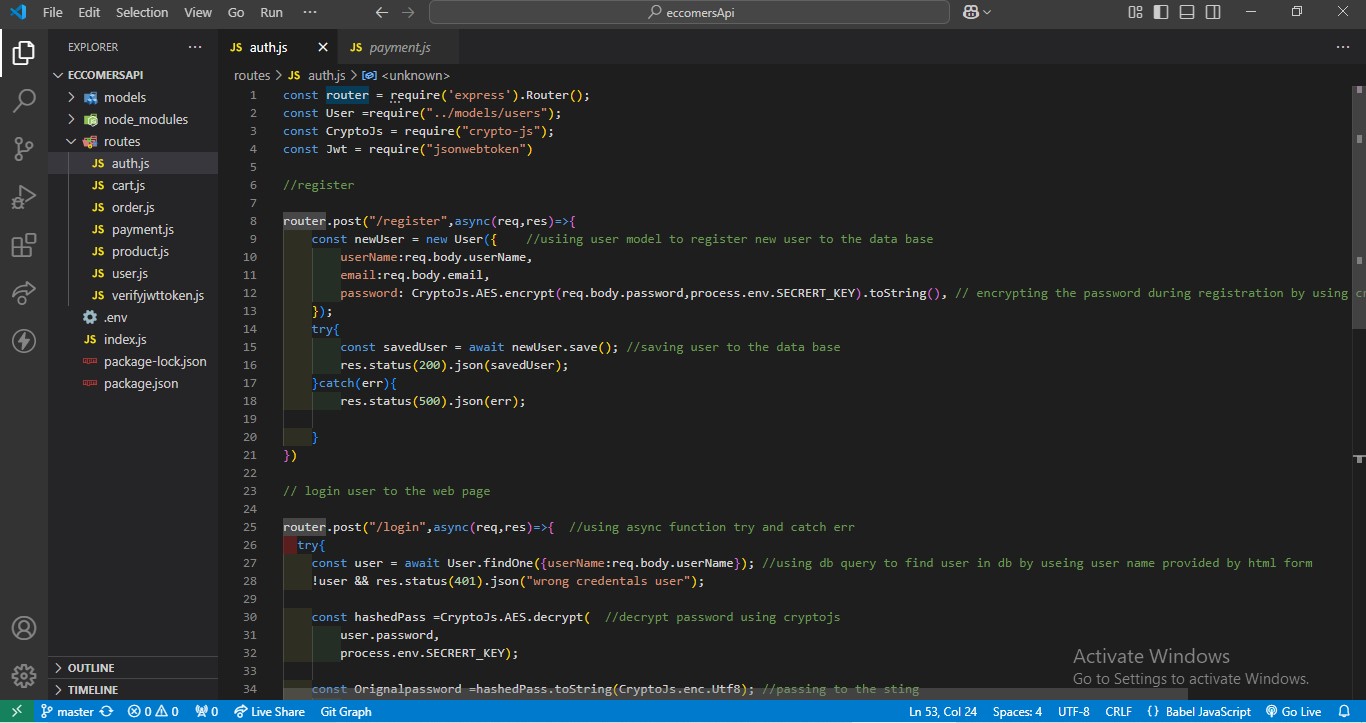 File Edit Selection View Go Run ··· eccomersApi
EXPLORER ···
ECCOMERSAPI
models
node_modules
routes
JS auth.js
JS cart.js
JS order.js
JS payment.js
JS product.js
JS user.js
JS verifyjwttoken.js
.env
JS index.js
package-lock.json
package.json
OUTLINE
TIMELINE
JS auth.js JS payment.js ···
routes > JS auth.js > <unknown>
1 const router = require('express').Router();
2 const User =require("../models/users");
3 const CryptoJs = require("crypto-js");
4 const Jwt = require("jsonwebtoken")
5
6 //register
7
8 router.post("/register",async(req,res)=>{
9 const newUser = new User({ //usiing user model to register new user to the data base
10 userName:req.body.userName,
11 email:req.body.email,
12 password: CryptoJs.AES.encrypt(req.body.password,process.env.SECRERT_KEY).toString(), // encrypting the password during registration by using
13 });
14 try{
15 const savedUser = await newUser.save(); //saving user to the data base
16 res.status(200).json(savedUser);
17 }catch(err){
18 res.status(500).json(err);
19
20 }
21 })
22
23 // login user to the web page
24
25 router.post("/login",async(req,res)=>{ //using async function try and catch err
26 try{
27 const user = await User.findOne({userName:req.body.userName}); //using db query to find user in db by useing user name provided by html form
28 !user && res.status(401).json("wrong credentals user");
29
30 const hashedPass =CryptoJs.AES.decrypt( //decrypt password using cryptojs
31 user.password,
32 process.env.SECRERT_KEY);
33
34 const Orignalpassword =hashedPass.toString(CryptoJs.enc.Utf8); //passing to the sting
Activate Windows
Go to Settings to activate Windows.
master 0 0 0 Live Share Git Graph Ln 53, Col 24 Spaces: 4 UTF-8 CRLF {} Babel JavaScript Go Live